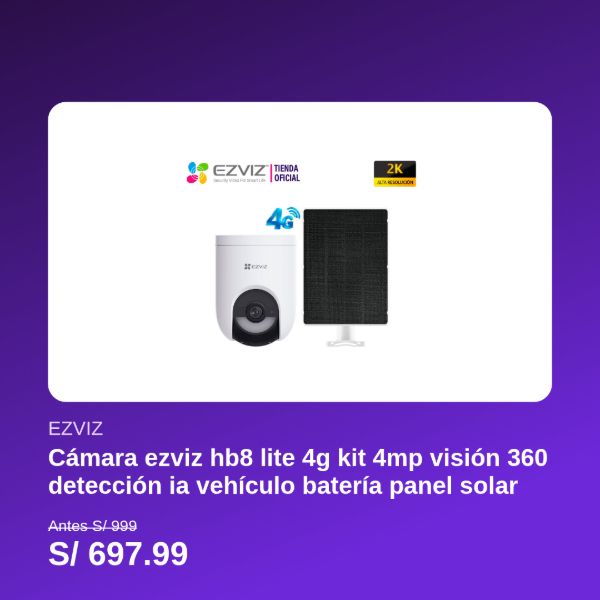 EZVIZ TIENDA OFICIAL
2K
ALTA RESOLUCIÓN
4G
EZVIZ
EZVIZ
Cámara ezviz hb8 lite 4g kit 4mp visión 360
detección ia vehículo batería panel solar
Antes S/ 999
S/ 697.99